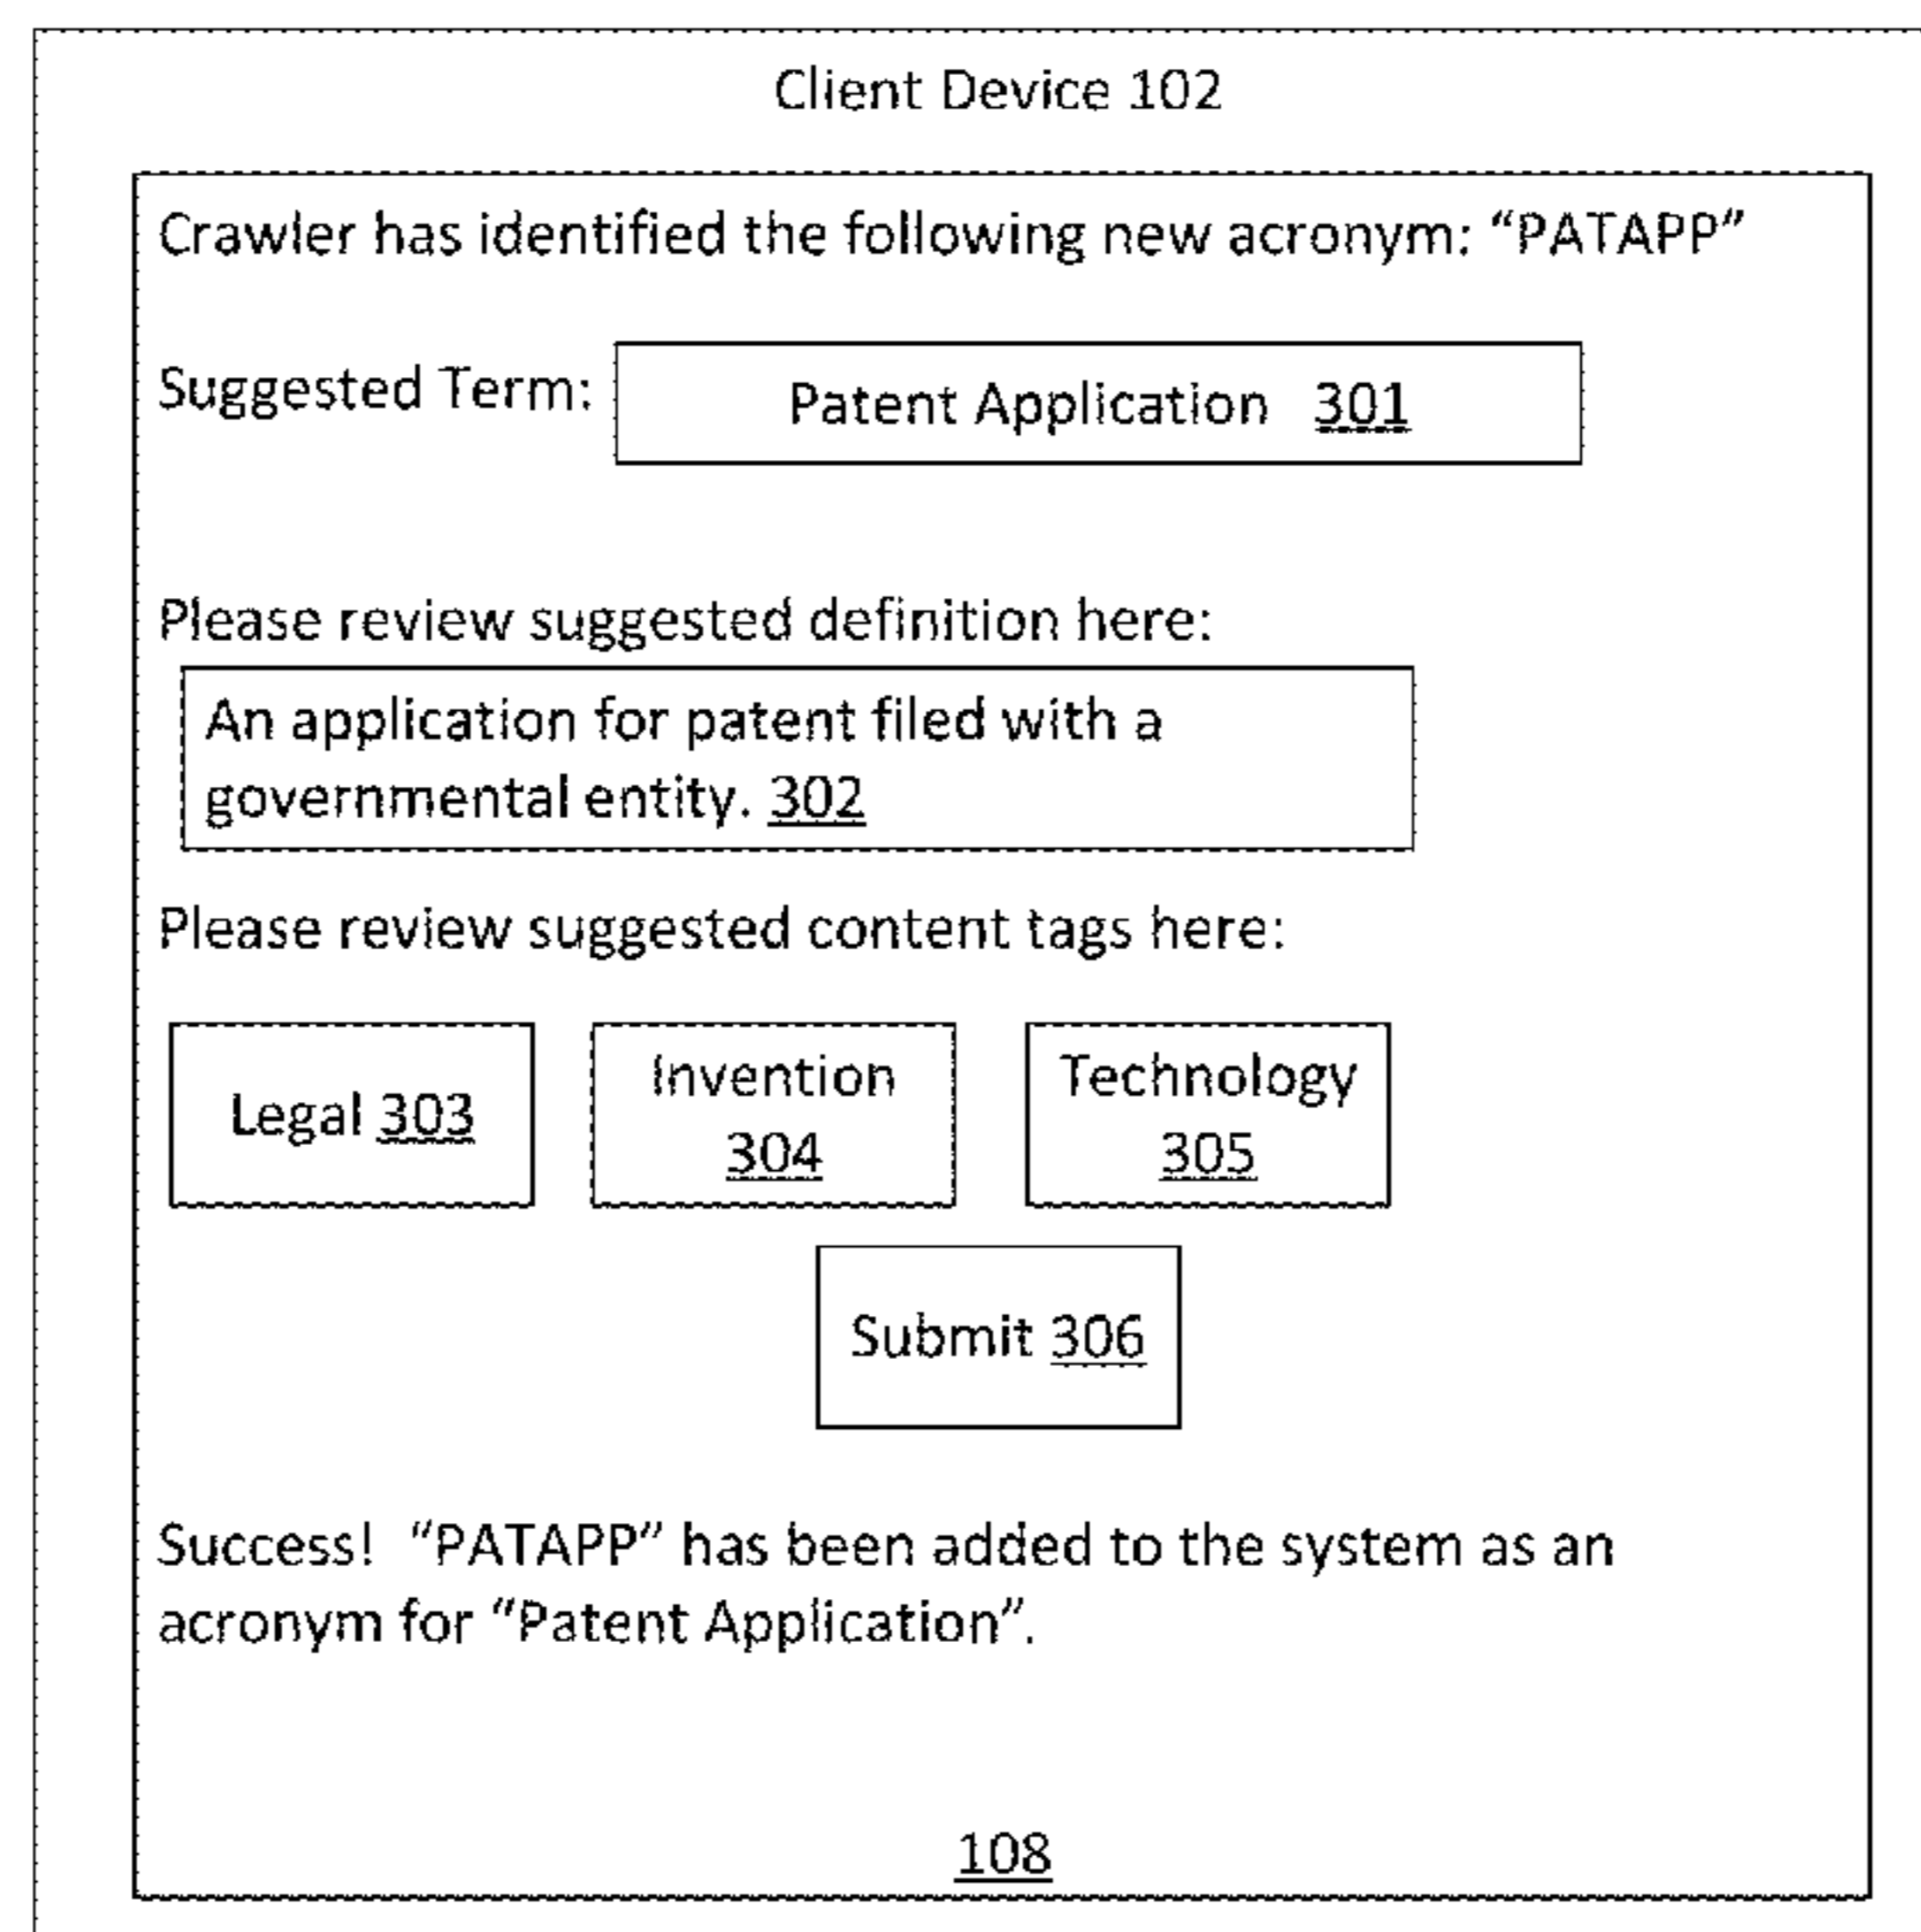 Client Device 102
Crawler has identified the following new acronym: “PATAPP”
Suggested Term:
Patent Application 301
Please review suggested definition here:
An application for patent filed with a
governmental entity. 302
Please review suggested content tags here:
Legal 303
Invention
304
Technology
305
Submit 306
Success! “PATAPP” has been added to the system as an
acronym for “Patent Application”.
108